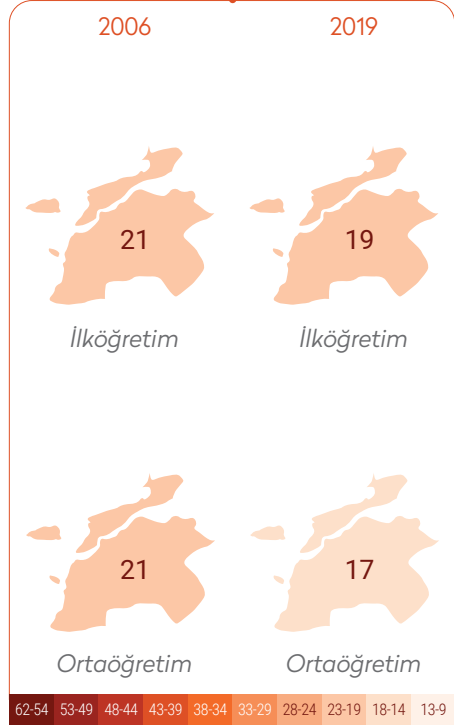 2006 2019
21 19
İlköğretim İlköğretim
21 17
Ortaöğretim Ortaöğretim
62-54 53-49 48-44 43-39 38-34 33-29 28-24 23-19 18-14 13-9